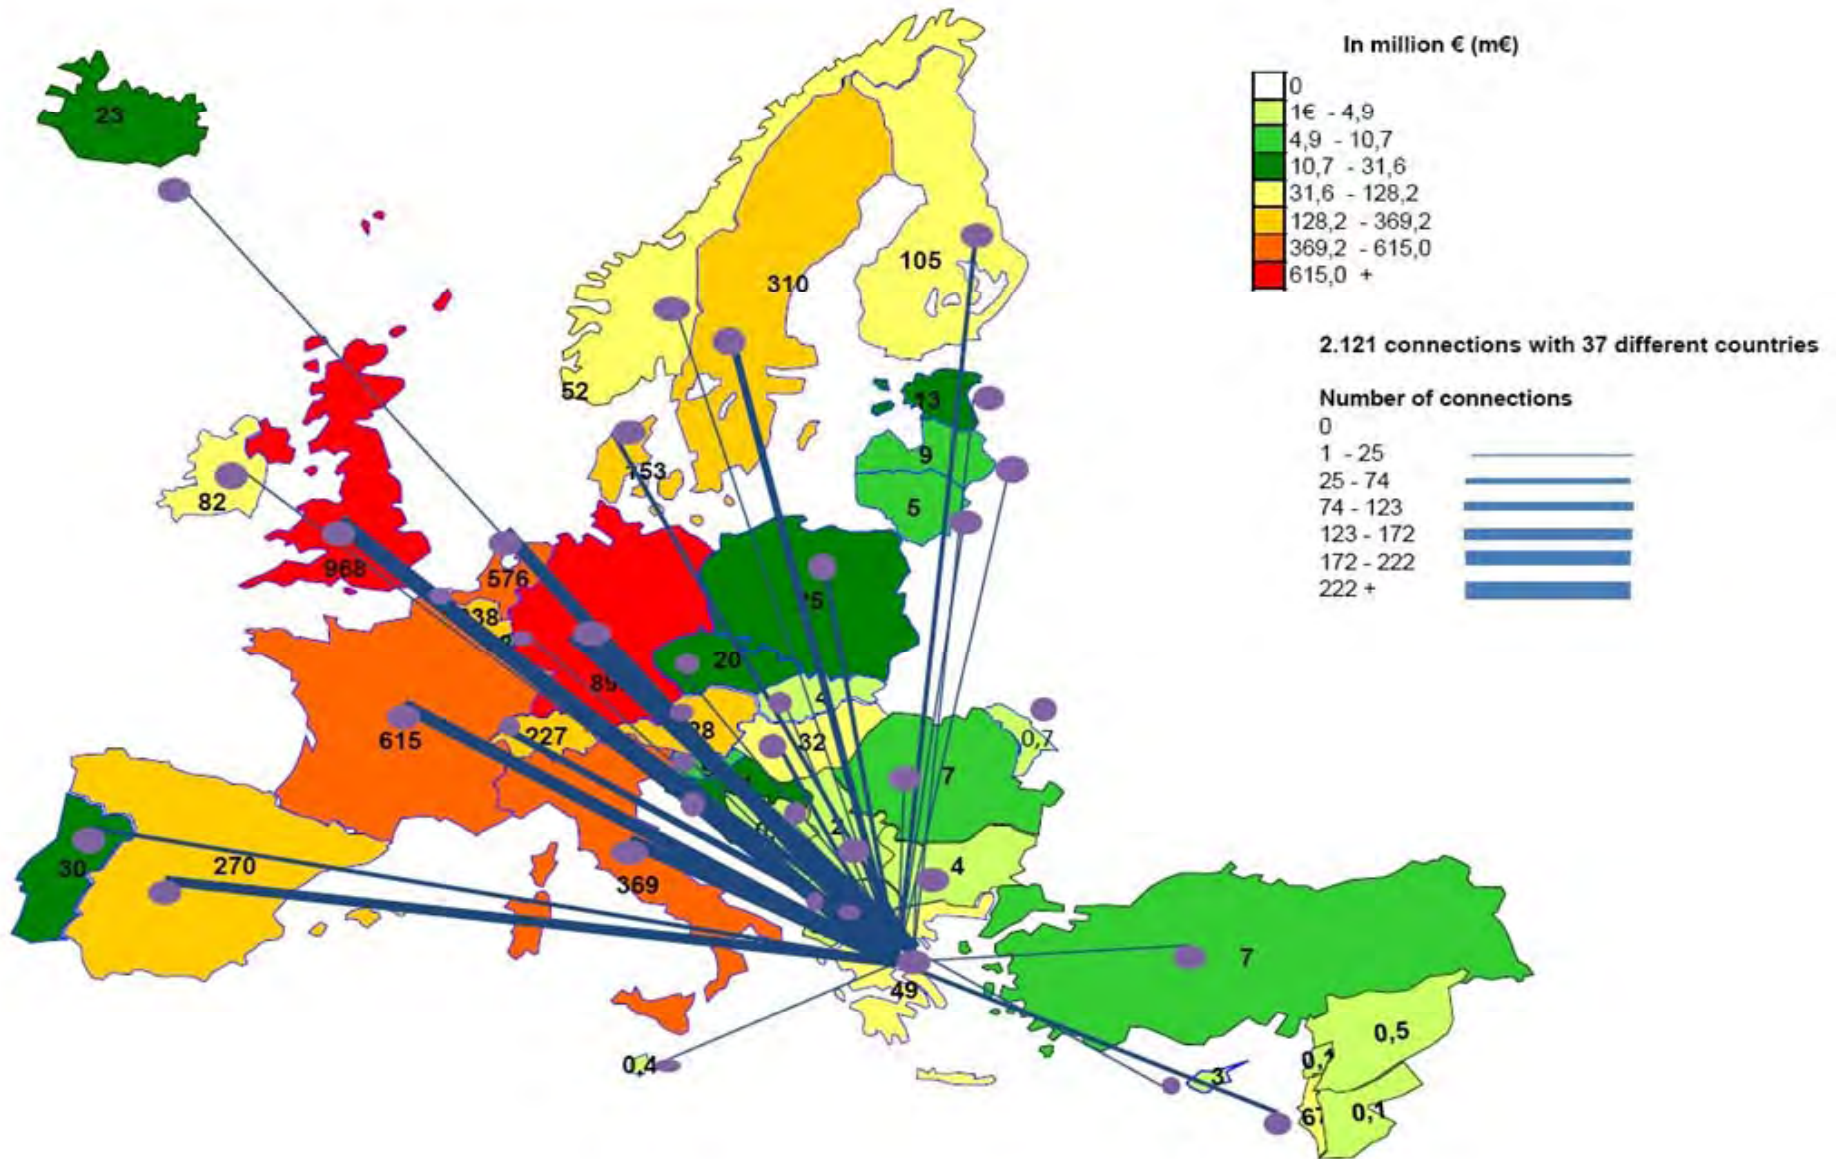 In million € (m€)
0
1€ - 4,9
4,9 - 10,7
10,7 - 31,6
31,6 - 128,2
128,2 - 369,2
369,2 - 615,0
615,0 +
2.121 connections with 37 different countries
Number of connections
0
1 - 25
25 - 74
74 - 123
123 - 172
172 - 222
222 +
23
105
310
52
13
9
153
82
5
968
576
20
615
227
32
0,7
7
30
270
369
4
7
49
0,5
0,4
3
0,1